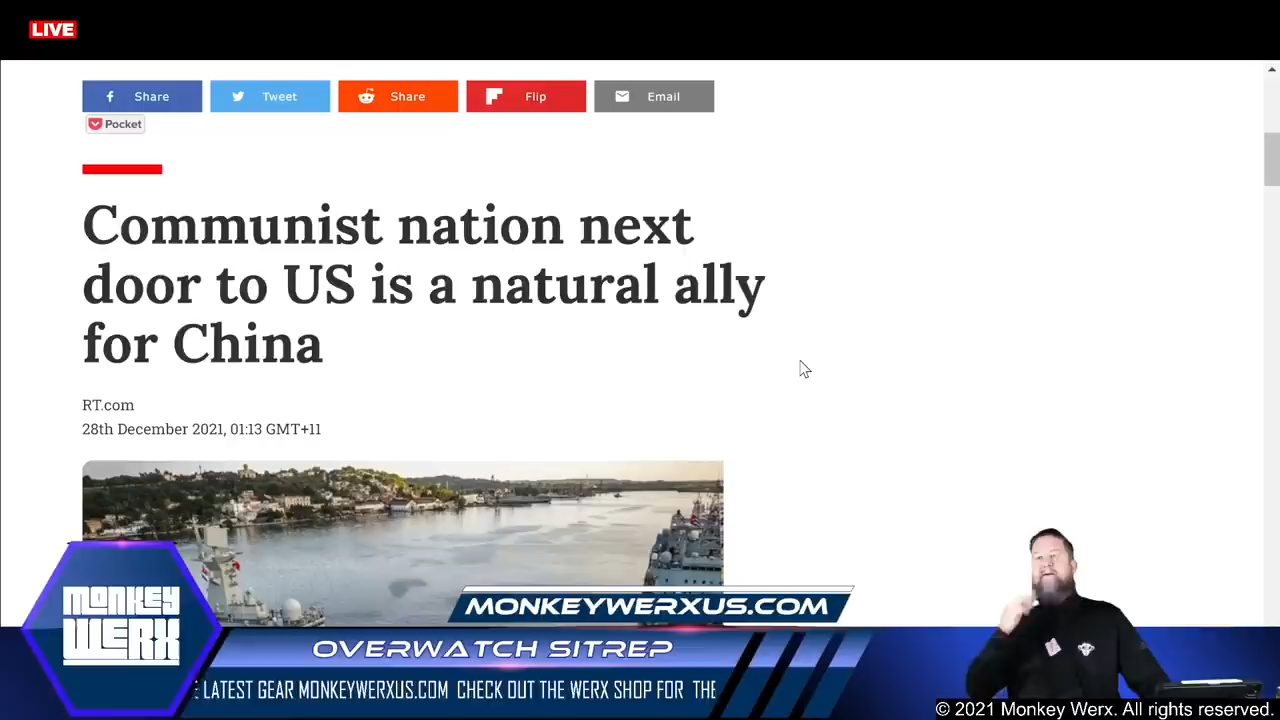 LIVE
Share
Tweet
Share
Flip
Email
Pocket
Communist nation next
door to US is a natural ally
for China
RT.com
28th December 2021, 01:13 GMT+11
MONKEY
WERX
MONKEYWERXUS.COM
OVERWATCH SITREP
LATEST GEAR MONKEYWERXUS.COM CHECK OUT THE WERX SHOP FOR THE
© 2021 Monkey Werx. All rights reserved.